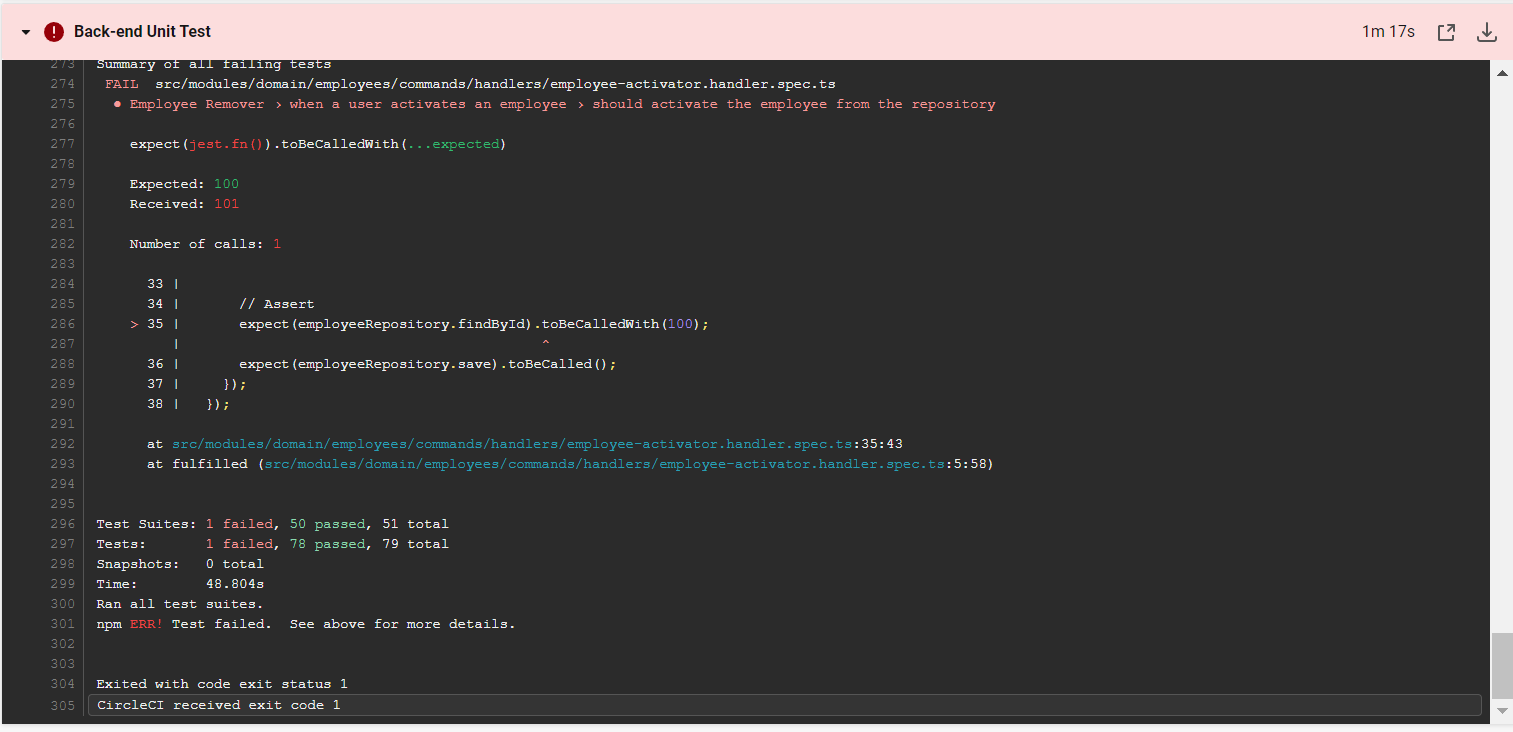 Back-end Unit Test 1m 17s
273 Summary of all failing tests
274 FAIL src/modules/domain/employees/commands/handlers/employee-activator.handler.spec.ts
275 ● Employee Remover › when a user activates an employee › should activate the employee from the repository
276
277 expect(jest.fn()).toBeCalledWith(...expected)
278
279 Expected: 100
280 Received: 101
281
282 Number of calls: 1
283
284 33 |
285 34 | // Assert
286 > 35 | expect(employeeRepository.findById).toBeCalledWith(100);
287 | ^
288 36 | expect(employeeRepository.save).toBeCalled();
289 37 | });
290 38 | });
291
292 at src/modules/domain/employees/commands/handlers/employee-activator.handler.spec.ts:35:43
293 at fulfilled (src/modules/domain/employees/commands/handlers/employee-activator.handler.spec.ts:5:58)
294
295
296 Test Suites: 1 failed, 50 passed, 51 total
297 Tests: 1 failed, 78 passed, 79 total
298 Snapshots: 0 total
299 Time: 48.804s
300 Ran all test suites.
301 npm ERR! Test failed. See above for more details.
302
303
304 Exited with code exit status 1
305 CircleCI received exit code 1